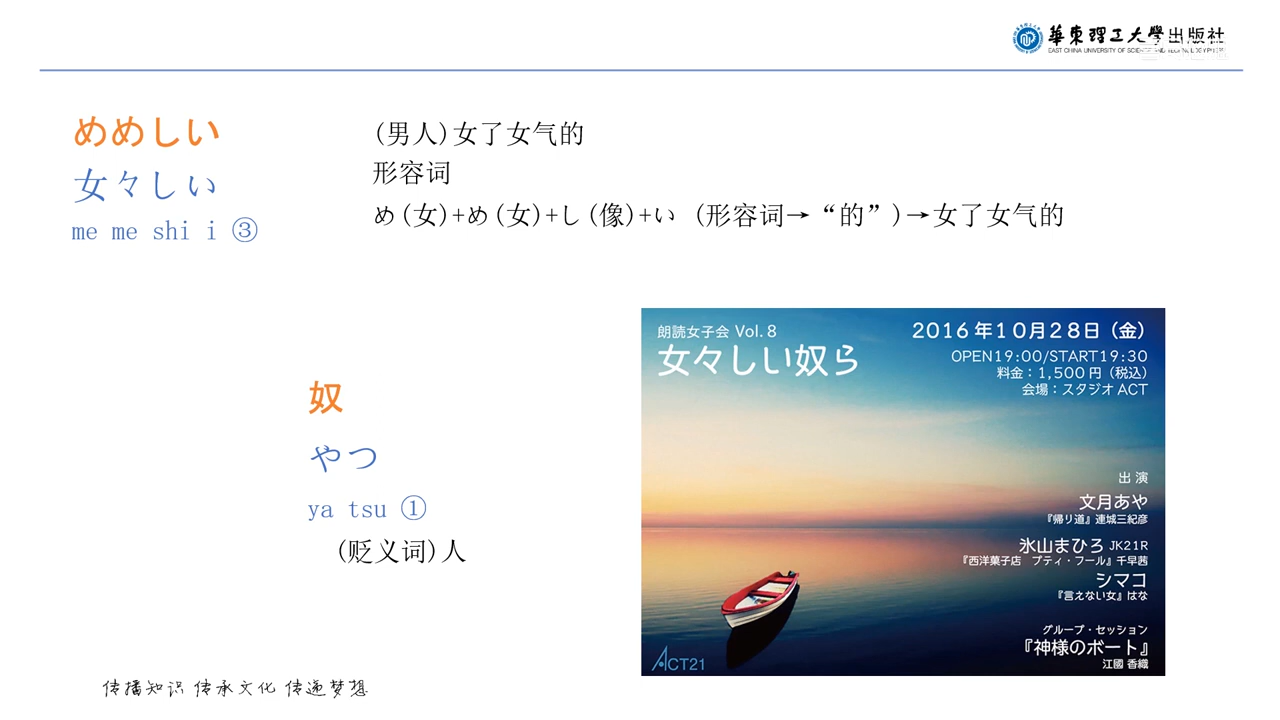 華東理工大學出版社
めめしい
女々しい
me me shi i ③
(男人)女了女气的
形容词
め(女)+め(女)+し(像)+い (形容词→“的”)→女了女气的
奴
やつ
ya tsu ①
(贬义词)人
朗読女子会 Vol.8
女々しい奴ら
2016年10月28日(金)
OPEN19:00/START19:30
料金：1,500円(税込)
会場：スタジオACT
出演
文月あや
『帰り道』連城三紀彦
氷山まひろ JK21R
『西洋菓子店 プティ・フール』千早茜
シマコ
『言えない女』はな
グループ・セッション
『神様のボート』
江國 香織
ACT21
传播知识 传承文化 传递梦想